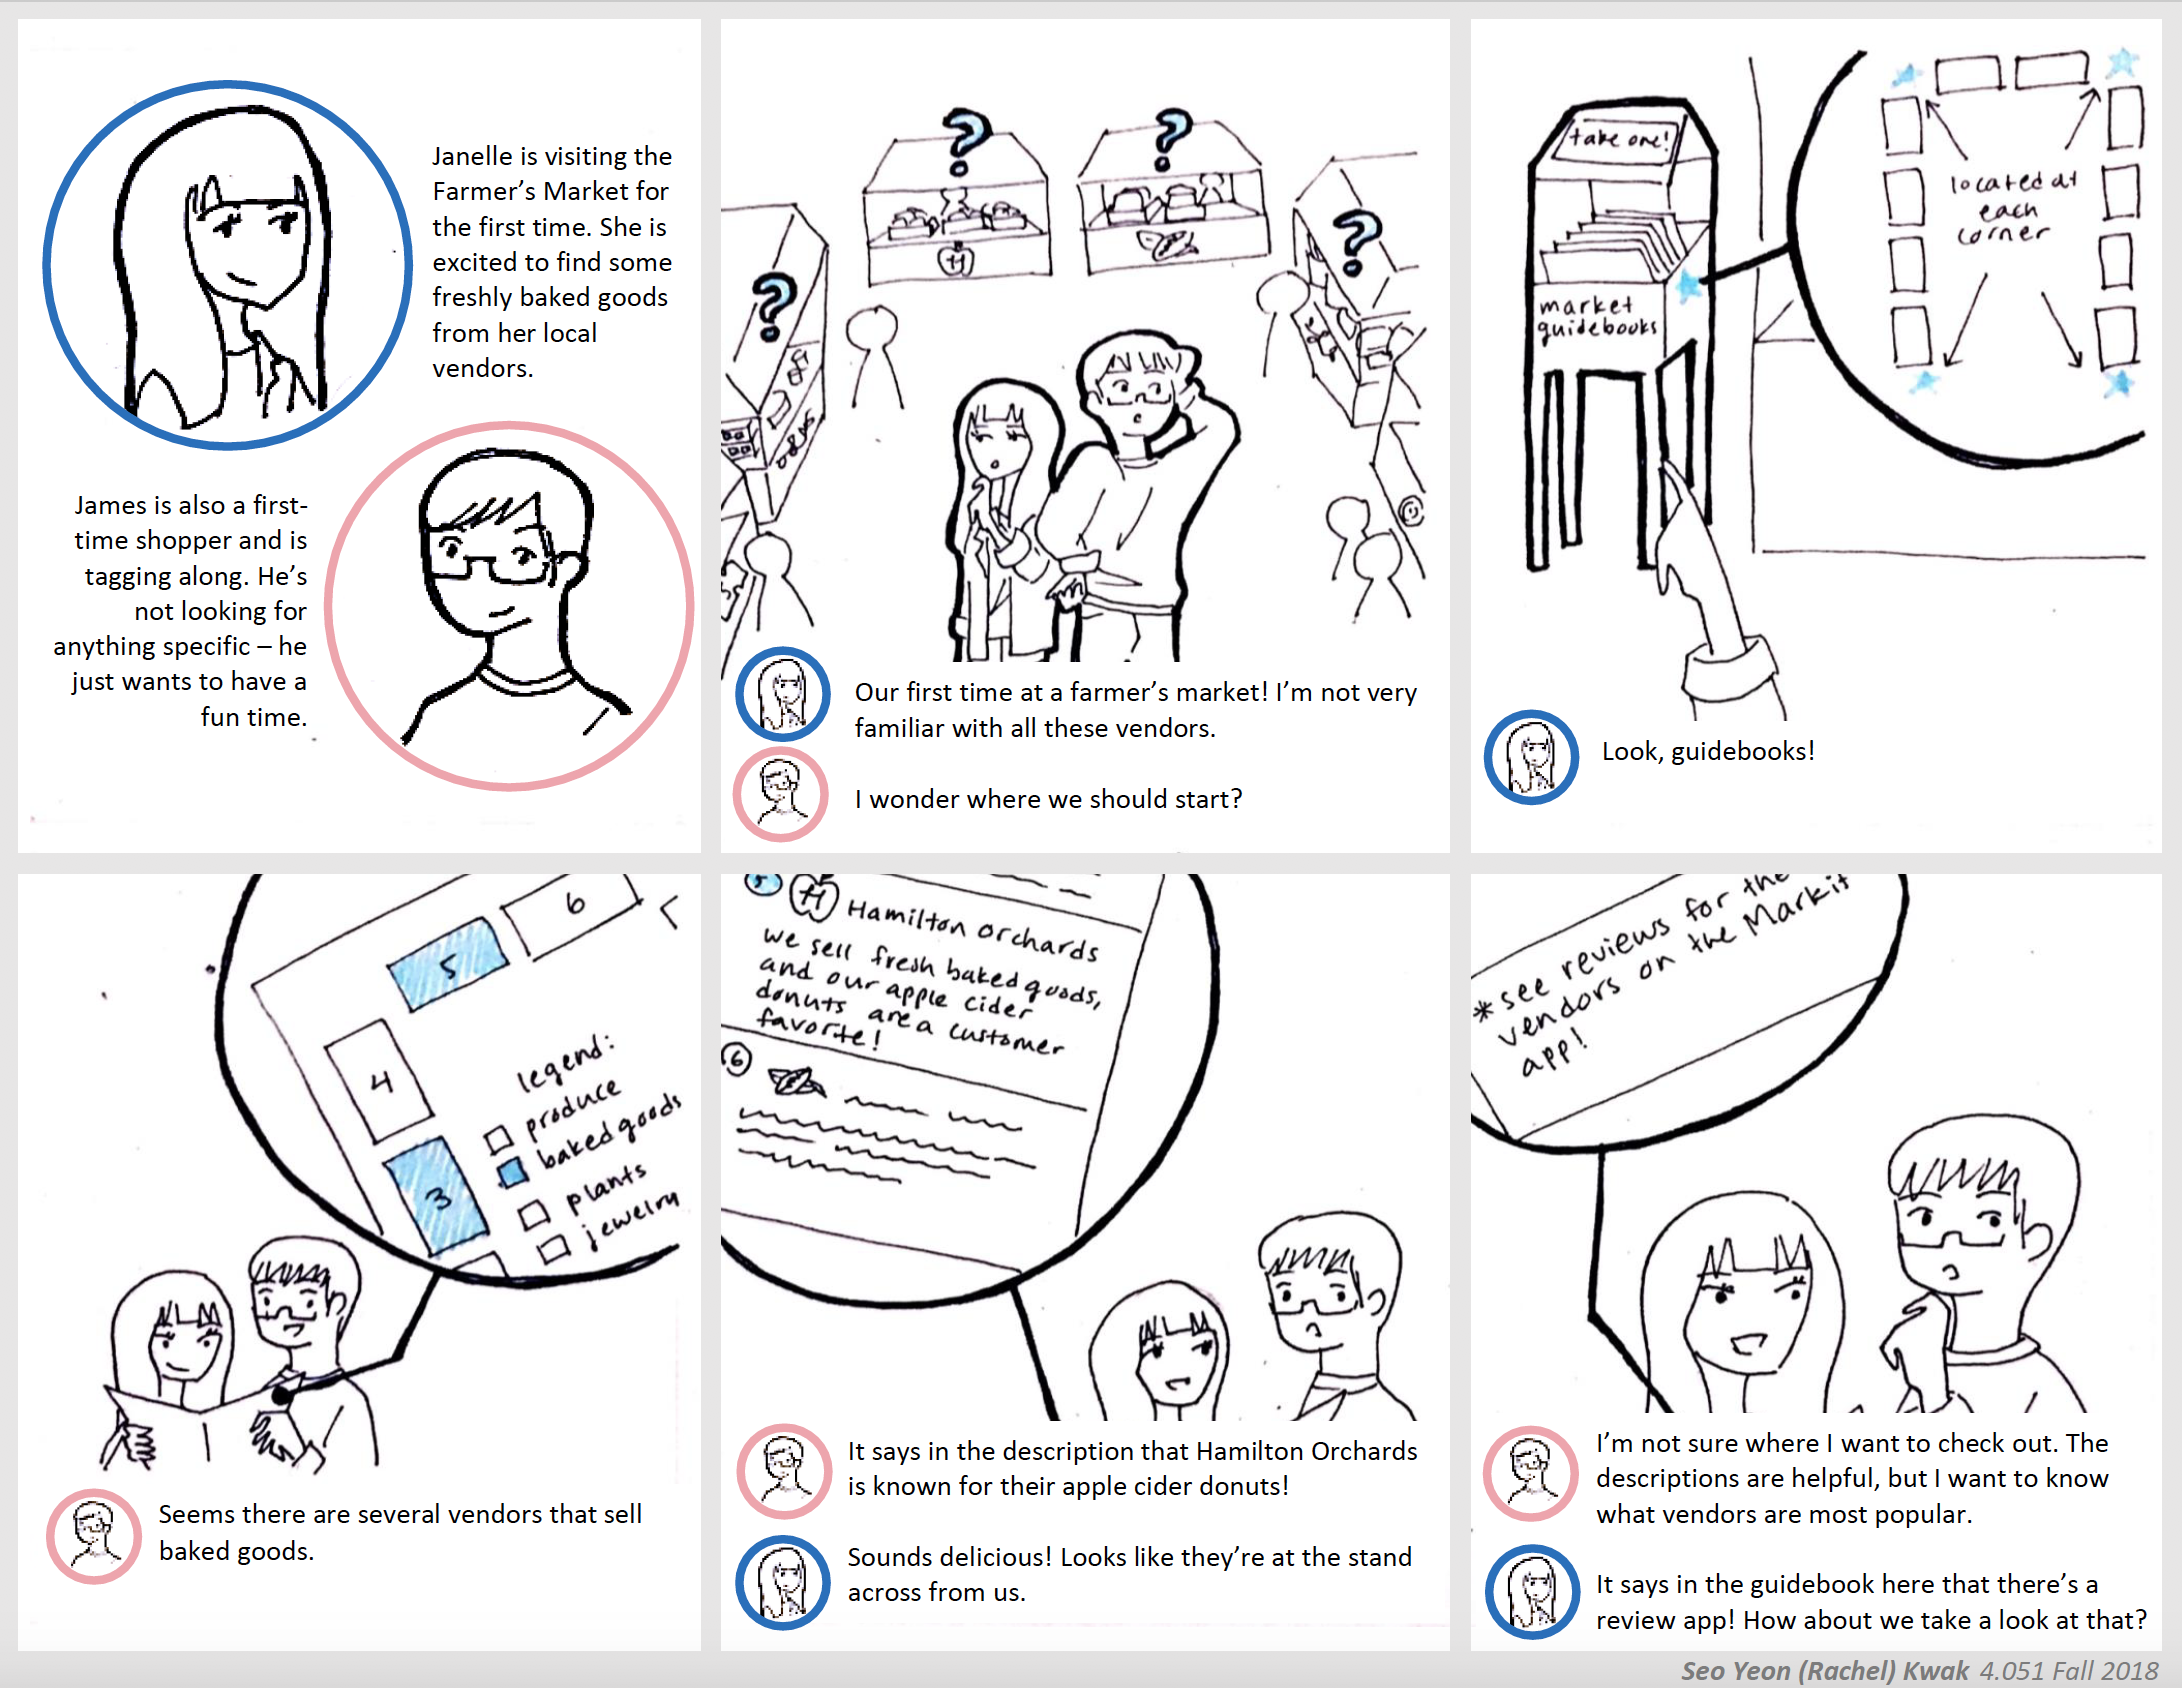 Janelle is visiting the
Farmer's Market for
the first time. She is
excited to find some
freshly baked goods
from her local
vendors.
James is also a first-
time shopper and is
tagging along. He's
not looking for
anything specific – he
just wants to have a
fun time.
?
?
?
?
H
Our first time at a farmer's market! I'm not very
familiar with all these vendors.
I wonder where we should start?
take one!
market
guidebooks
located at
each
corner
Look, guidebooks!
6
5
4
3
legend:
produce
baked goods
plants
jewelry
Seems there are several vendors that sell
baked goods.
5
H
Hamilton Orchards
we sell fresh baked goods,
and our apple cider
donuts are a customer
favorite!
6
It says in the description that Hamilton Orchards
is known for their apple cider donuts!
Sounds delicious! Looks like they're at the stand
across from us.
*see reviews for the
vendors on the Markit
app!
I'm not sure where I want to check out. The
descriptions are helpful, but I want to know
what vendors are most popular.
It says in the guidebook here that there's a
review app! How about we take a look at that?
Seo Yeon (Rachel) Kwak 4.051 Fall 2018